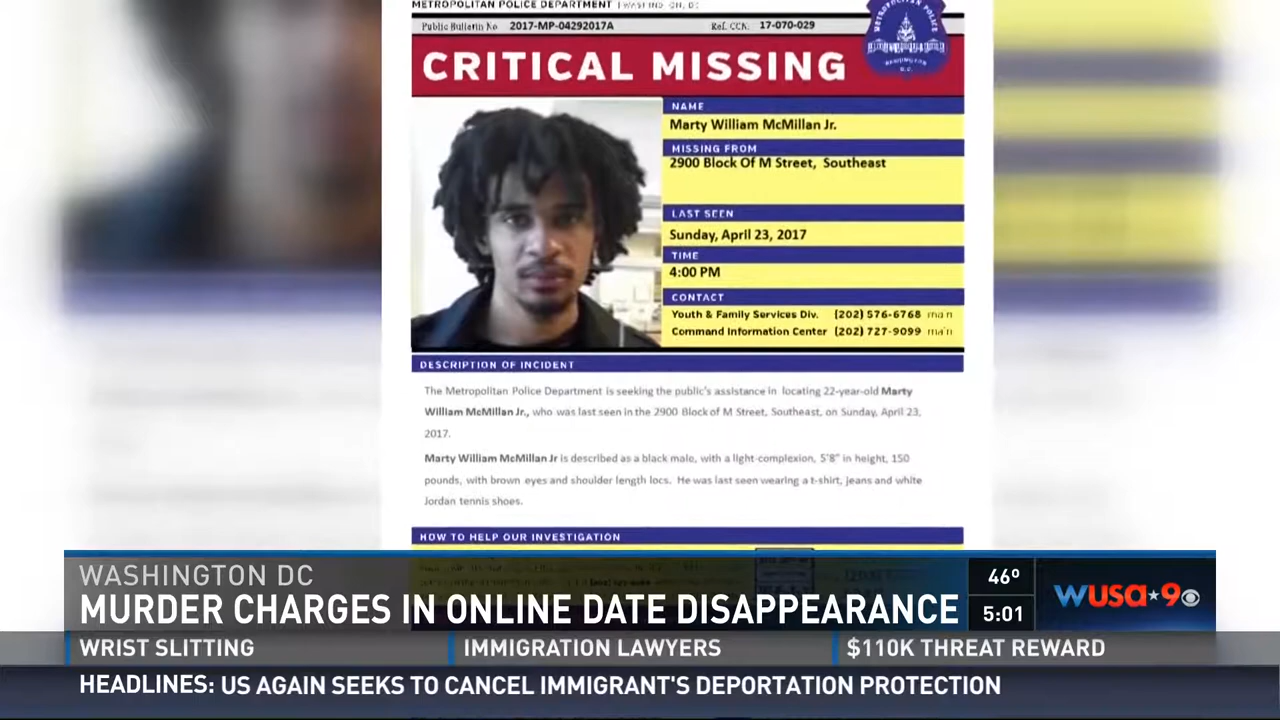 METROPOLITAN POLICE DEPARTMENT
Public Bulletin No 2017-MP-04292017A Ref. CCN: 17-070-029
METROPOLITAN POLICE
D.C.
CRITICAL MISSING
NAME
Marty William McMillan Jr.
MISSING FROM
2900 Block Of M Street, Southeast
LAST SEEN
Sunday, April 23, 2017
TIME
4:00 PM
CONTACT
Youth & Family Services Div. (202) 576-6768
Command Information Center (202) 727-9099
DESCRIPTION OF INCIDENT
The Metropolitan Police Department is seeking the public's assistance in locating 22-year-old Marty
William McMillan Jr., who was last seen in the 2900 Block of M Street, Southeast, on Sunday, April 23,
2017.
Marty William McMillan Jr is described as a black male, with a light-complexion, 5'8" in height, 150
pounds, with brown eyes and shoulder length locs. He was last seen wearing a t-shirt, jeans and white
Jordan tennis shoes.
HOW TO HELP OUR INVESTIGATION
WASHINGTON DC
MURDER CHARGES IN ONLINE DATE DISAPPEARANCE
46º
5:01
WUSA★9
WRIST SLITTING
IMMIGRATION LAWYERS
$110K THREAT REWARD
HEADLINES: US AGAIN SEEKS TO CANCEL IMMIGRANT'S DEPORTATION PROTECTION